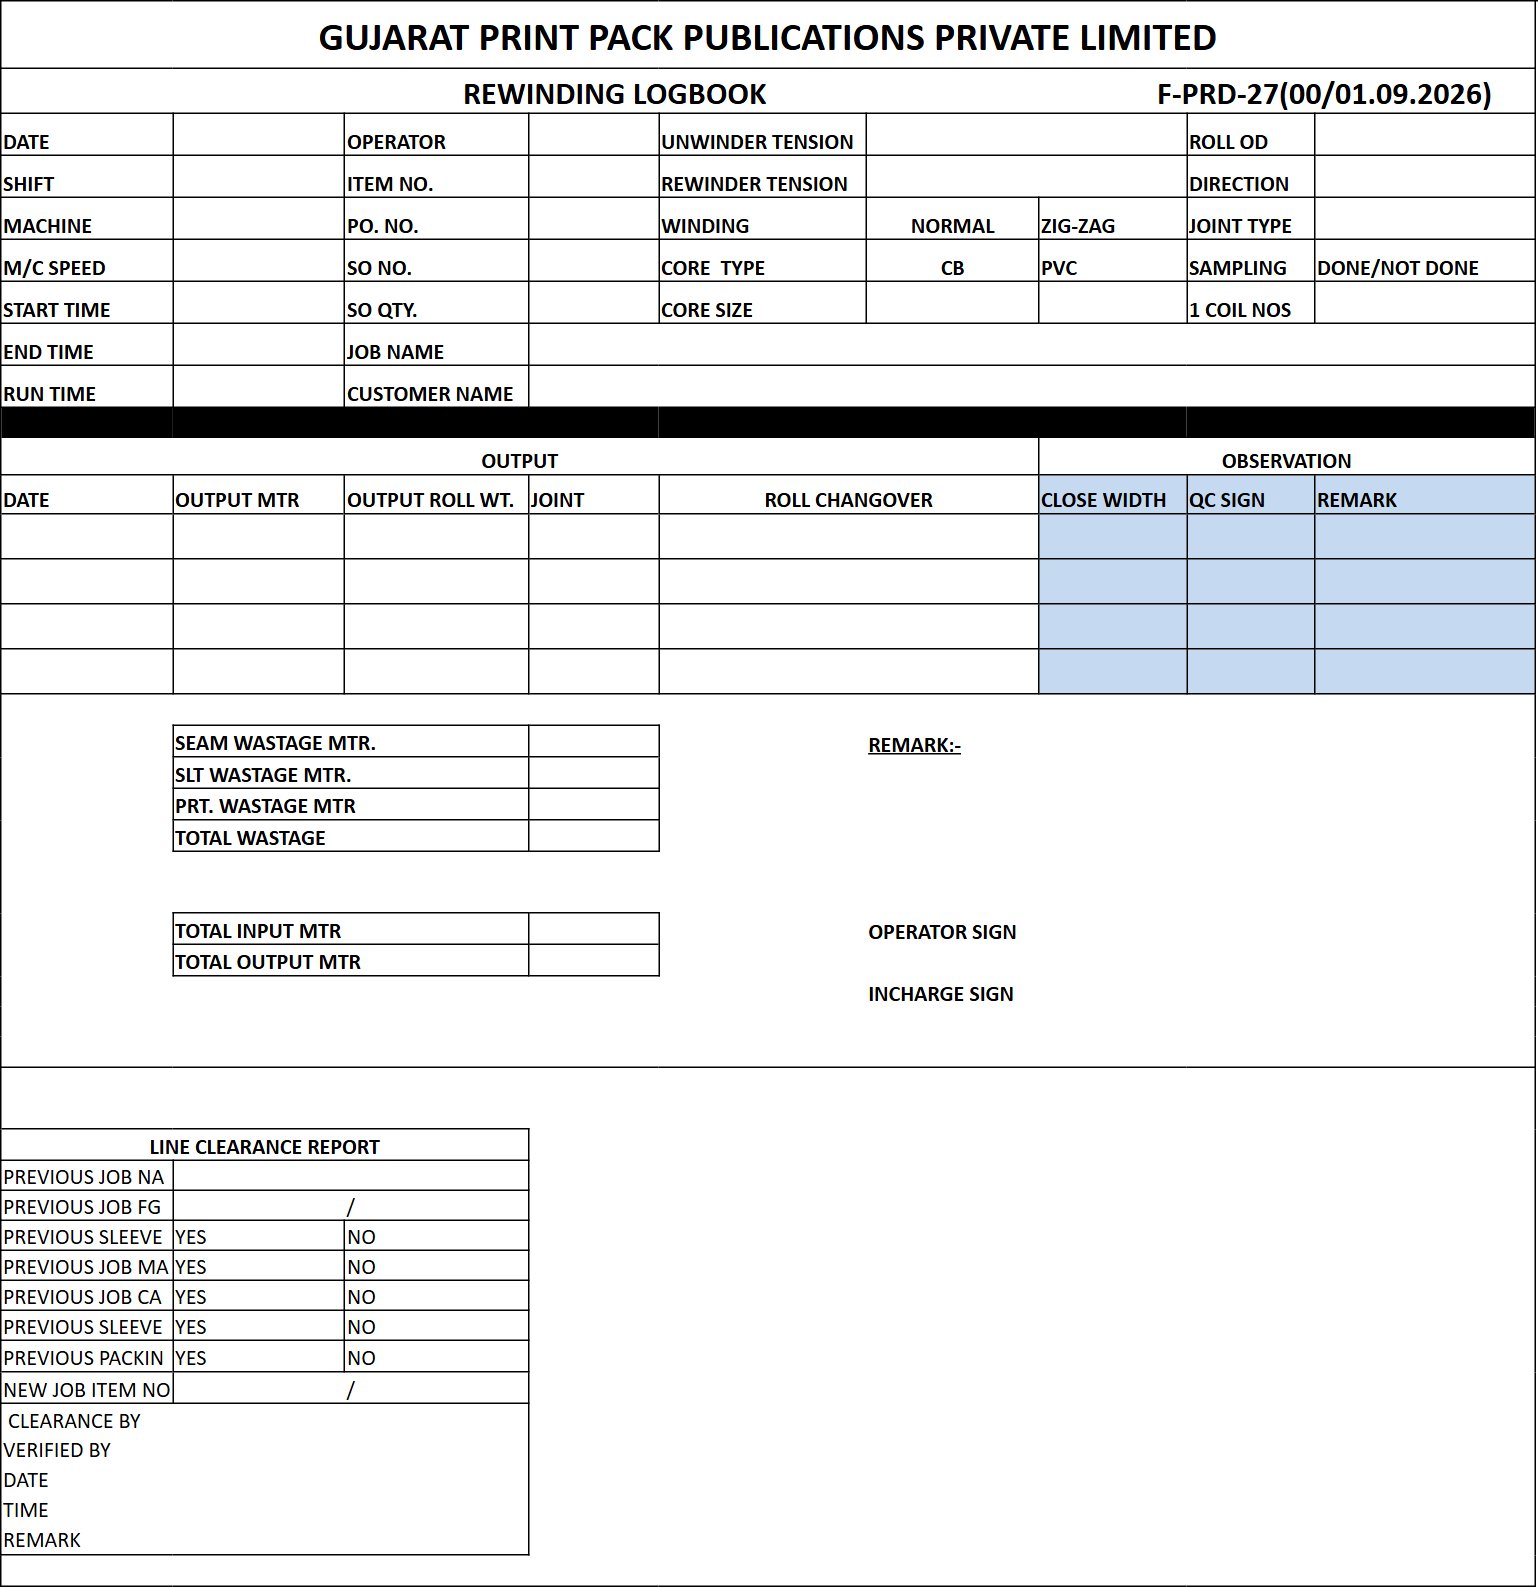 GUJARAT PRINT PACK PUBLICATIONS PRIVATE LIMITED
REWINDING LOGBOOK F-PRD-27(00/01.09.2026)
DATE OPERATOR UNWINDER TENSION ROLL OD
SHIFT ITEM NO. REWINDER TENSION DIRECTION
MACHINE PO. NO. WINDING NORMAL ZIG-ZAG JOINT TYPE
M/C SPEED SO NO. CORE TYPE CB PVC SAMPLING DONE/NOT DONE
START TIME SO QTY. CORE SIZE 1 COIL NOS
END TIME JOB NAME
RUN TIME CUSTOMER NAME
OUTPUT OBSERVATION
DATE OUTPUT MTR OUTPUT ROLL WT. JOINT ROLL CHANGOVER CLOSE WIDTH QC SIGN REMARK
SEAM WASTAGE MTR. REMARK:-
SLT WASTAGE MTR.
PRT. WASTAGE MTR
TOTAL WASTAGE
TOTAL INPUT MTR OPERATOR SIGN
TOTAL OUTPUT MTR
INCHARGE SIGN
LINE CLEARANCE REPORT
PREVIOUS JOB NA
PREVIOUS JOB FG /
PREVIOUS SLEEVE YES NO
PREVIOUS JOB MA YES NO
PREVIOUS JOB CA YES NO
PREVIOUS SLEEVE YES NO
PREVIOUS PACKIN YES NO
NEW JOB ITEM NO /
CLEARANCE BY
VERIFIED BY
DATE
TIME
REMARK